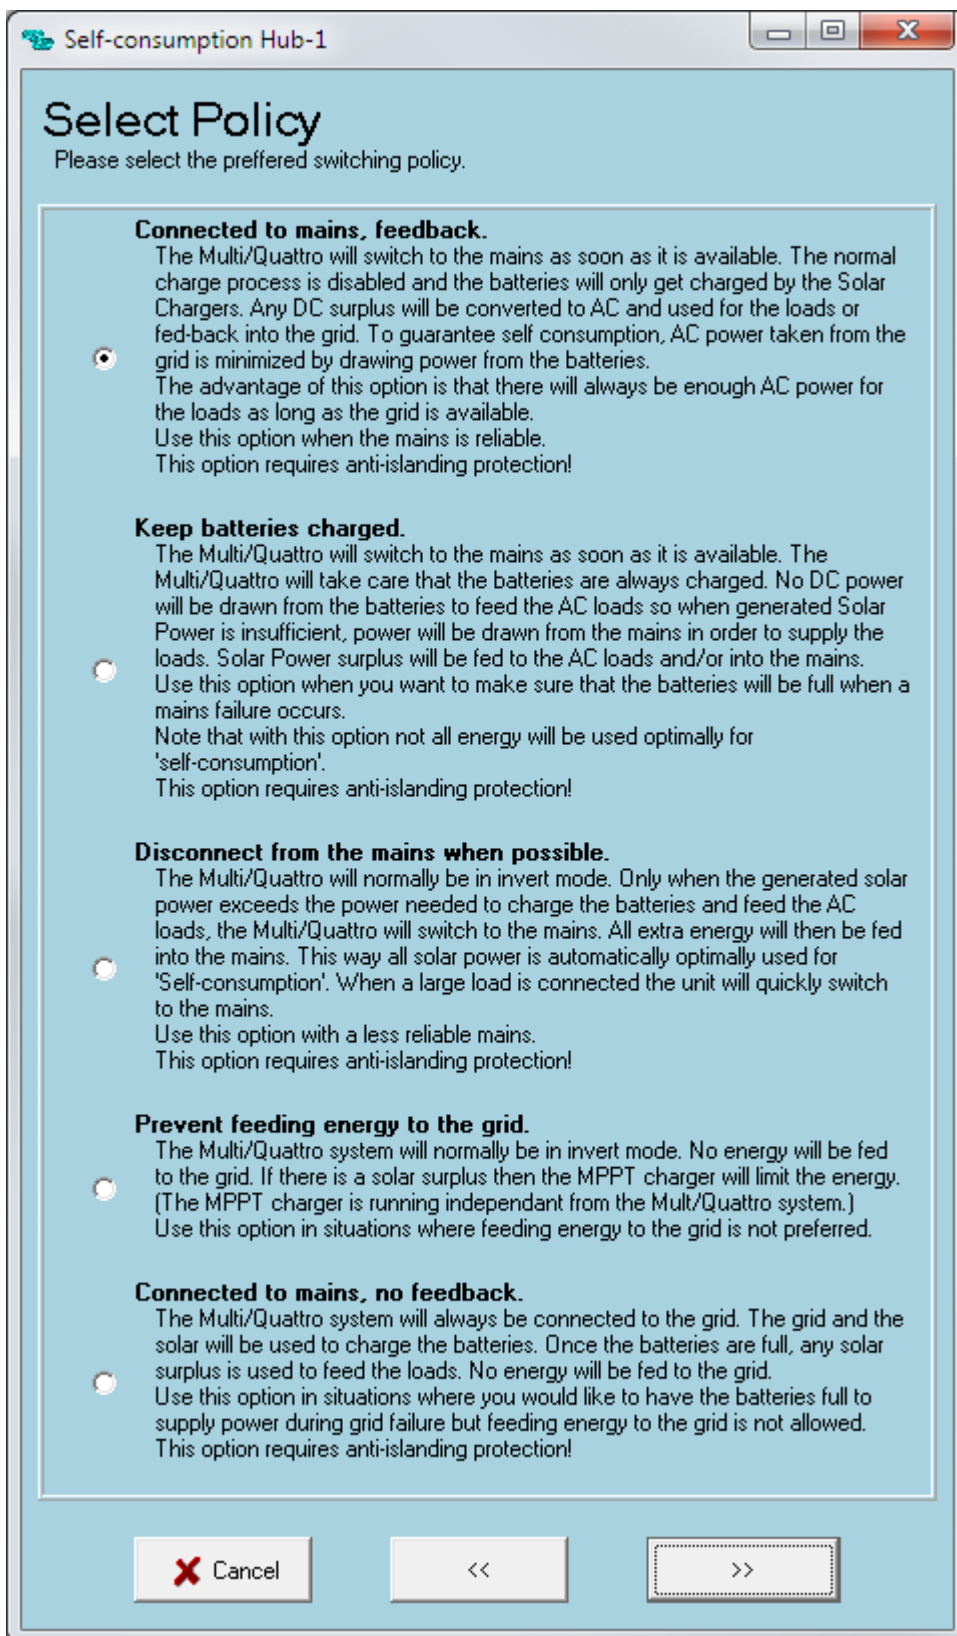 Self-consumption Hub-1
Select Policy
Please select the preffered switching policy.
Connected to mains, feedback.
The Multi/Quattro will switch to the mains as soon as it is available. The normal
charge process is disabled and the batteries will only get charged by the Solar
Chargers. Any DC surplus will be converted to AC and used for the loads or
fed-back into the grid. To guarantee self consumption, AC power taken from the
grid is minimized by drawing power from the batteries.
The advantage of this option is that there will always be enough AC power for
the loads as long as the grid is available.
Use this option when the mains is reliable.
This option requires anti-islanding protection!
Keep batteries charged.
The Multi/Quattro will switch to the mains as soon as it is available. The
Multi/Quattro will take care that the batteries are always charged. No DC power
will be drawn from the batteries to feed the AC loads so when generated Solar
Power is insufficient, power will be drawn from the mains in order to supply the
loads. Solar Power surplus will be fed to the AC loads and/or into the mains.
Use this option when you want to make sure that the batteries will be full when a
mains failure occurs.
Note that with this option not all energy will be used optimally for
'self-consumption'.
This option requires anti-islanding protection!
Disconnect from the mains when possible.
The Multi/Quattro will normally be in invert mode. Only when the generated solar
power exceeds the power needed to charge the batteries and feed the AC
loads, the Multi/Quattro will switch to the mains. All extra energy will then be fed
into the mains. This way all solar power is automatically optimally used for
'Self-consumption'. When a large load is connected the unit will quickly switch
to the mains.
Use this option with a less reliable mains.
This option requires anti-islanding protection!
Prevent feeding energy to the grid.
The Multi/Quattro system will normally be in invert mode. No energy will be fed
to the grid. If there is a solar surplus then the MPPT charger will limit the energy.
(The MPPT charger is running independant from the Mult/Quattro system.)
Use this option in situations where feeding energy to the grid is not preferred.
Connected to mains, no feedback.
The Multi/Quattro system will always be connected to the grid. The grid and the
solar will be used to charge the batteries. Once the batteries are full, any solar
surplus is used to feed the loads. No energy will be fed to the grid.
Use this option in situations where you would like to have the batteries full to
supply power during grid failure but feeding energy to the grid is not allowed.
This option requires anti-islanding protection!
Cancel
<<
>>